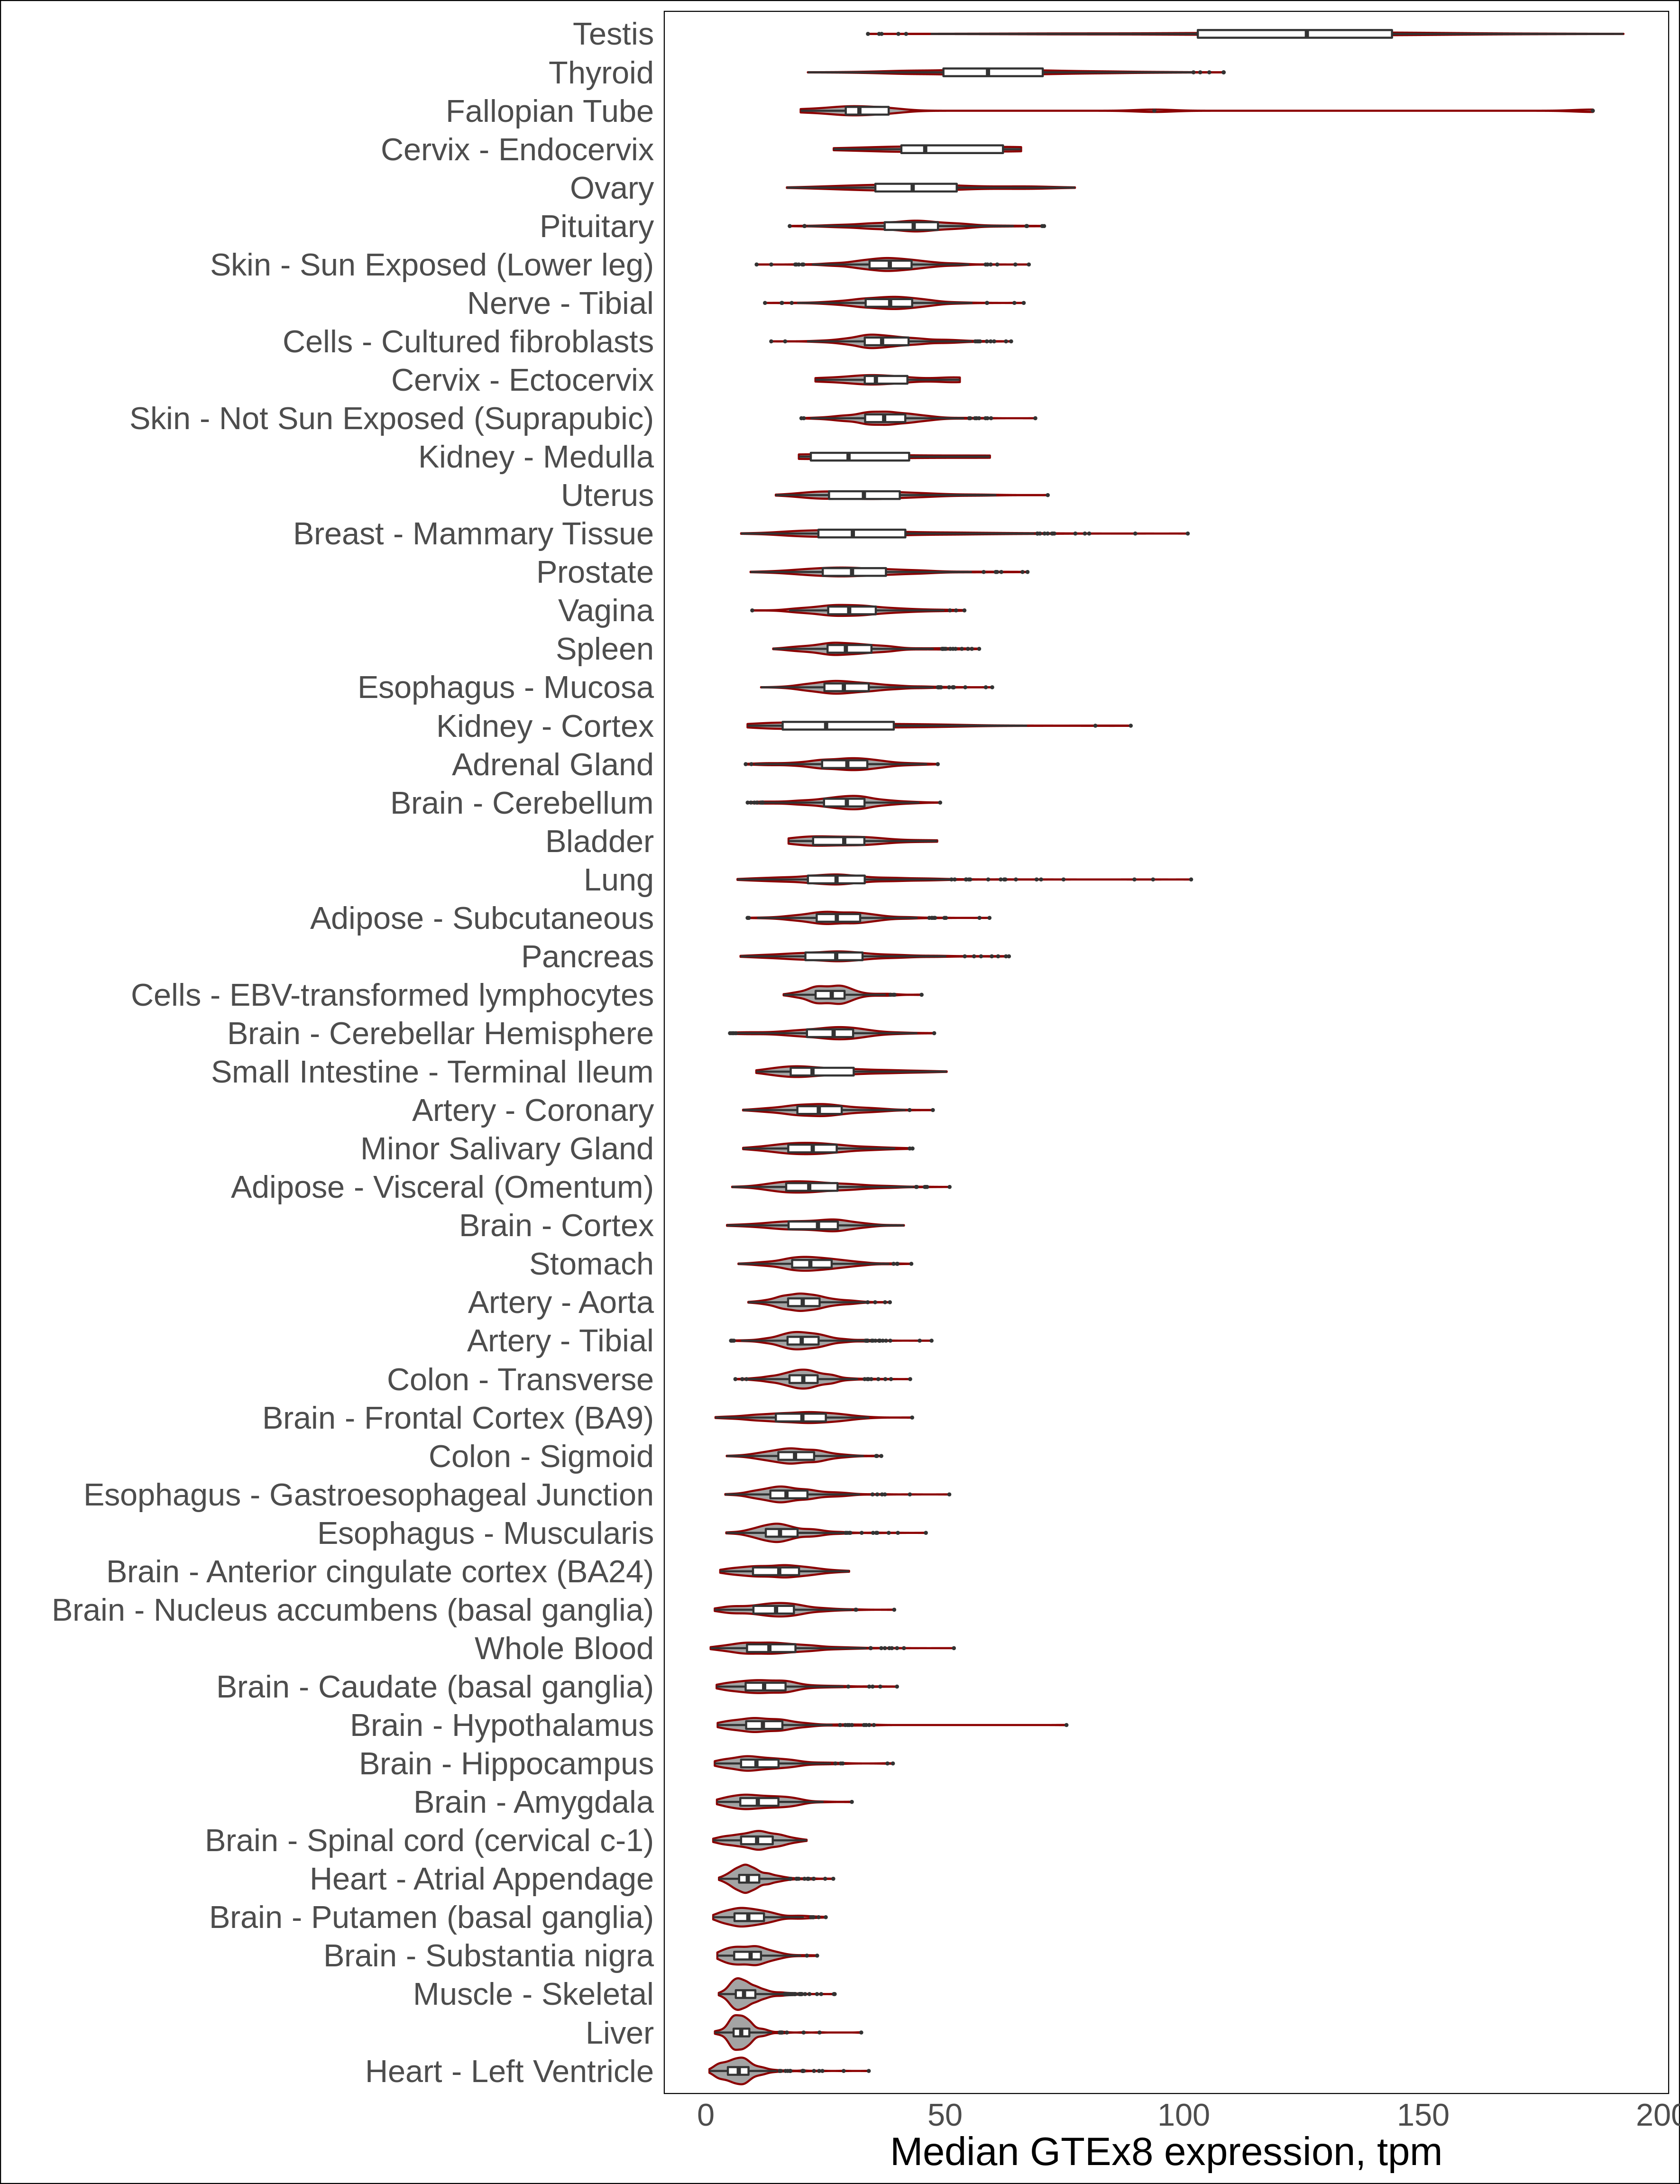 Testis
Thyroid
Fallopian Tube
Cervix - Endocervix
Ovary
Pituitary
Skin - Sun Exposed (Lower leg)
Nerve - Tibial
Cells - Cultured fibroblasts
Cervix - Ectocervix
Skin - Not Sun Exposed (Suprapubic)
Kidney - Medulla
Uterus
Breast - Mammary Tissue
Prostate
Vagina
Spleen
Esophagus - Mucosa
Kidney - Cortex
Adrenal Gland
Brain - Cerebellum
Bladder
Lung
Adipose - Subcutaneous
Pancreas
Cells - EBV-transformed lymphocytes
Brain - Cerebellar Hemisphere
Small Intestine - Terminal Ileum
Artery - Coronary
Minor Salivary Gland
Adipose - Visceral (Omentum)
Brain - Cortex
Stomach
Artery - Aorta
Artery - Tibial
Colon - Transverse
Brain - Frontal Cortex (BA9)
Colon - Sigmoid
Esophagus - Gastroesophageal Junction
Esophagus - Muscularis
Brain - Anterior cingulate cortex (BA24)
Brain - Nucleus accumbens (basal ganglia)
Whole Blood
Brain - Caudate (basal ganglia)
Brain - Hypothalamus
Brain - Hippocampus
Brain - Amygdala
Brain - Spinal cord (cervical c-1)
Heart - Atrial Appendage
Brain - Putamen (basal ganglia)
Brain - Substantia nigra
Muscle - Skeletal
Liver
Heart - Left Ventricle
0 50 100 150 200
Median GTEx8 expression, tpm